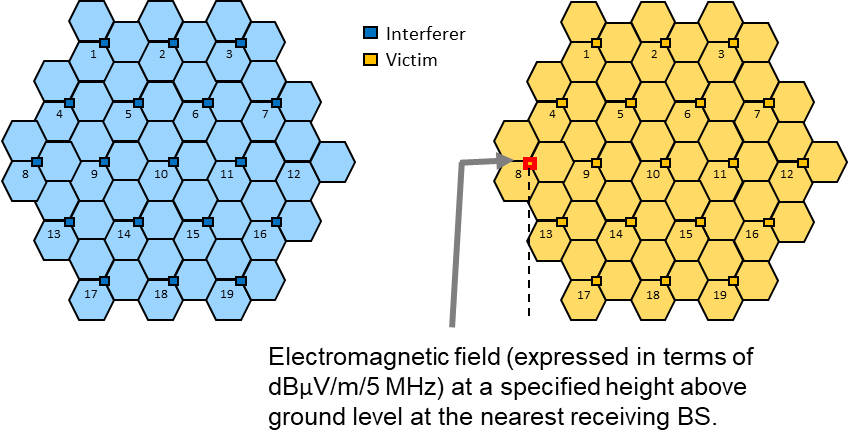 1 2 3
4 5 6 7
8 9 10 11 12
13 14 15 16
17 18 19
Interferer
Victim
1 2 3
4 5 6 7
8 9 10 11 12
13 14 15 16
17 18 19
Electromagnetic field (expressed in terms of
dBµV/m/5 MHz) at a specified height above
ground level at the nearest receiving BS.